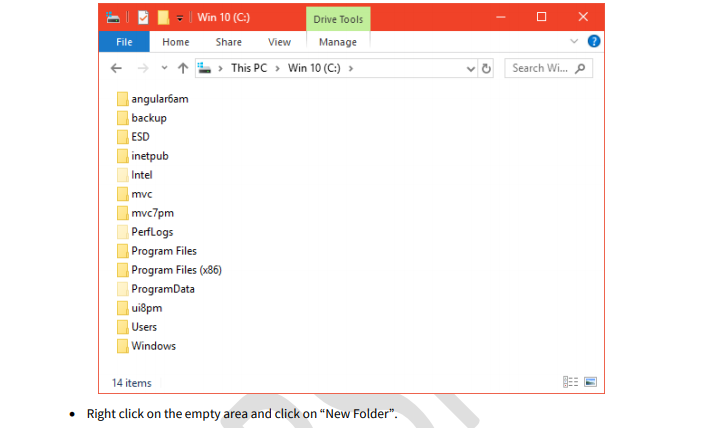 Win 10 (C:)
Drive Tools
File
Home
Share
View
Manage
This PC > Win 10 (C:) >
Search Wi...
angular6am
backup
ESD
inetpub
Intel
mvc
mvc7pm
PerfLogs
Program Files
Program Files (x86)
ProgramData
ui8pm
Users
Windows
14 items
• Right click on the empty area and click on “New Folder”.